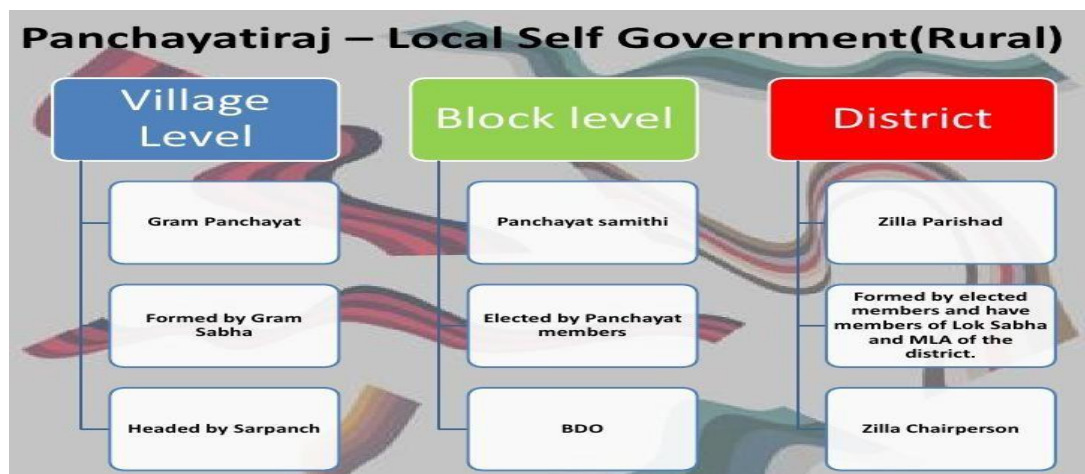 Panchayatiraj – Local Self Government(Rural)
Village
Level
Gram Panchayat
Formed by Gram
Sabha
Headed by Sarpanch
Block level
Panchayat samithi
Elected by Panchayat
members
BDO
District
Zilla Parishad
Formed by elected
members and have
members of Lok Sabha
and MLA of the
district.
Zilla Chairperson